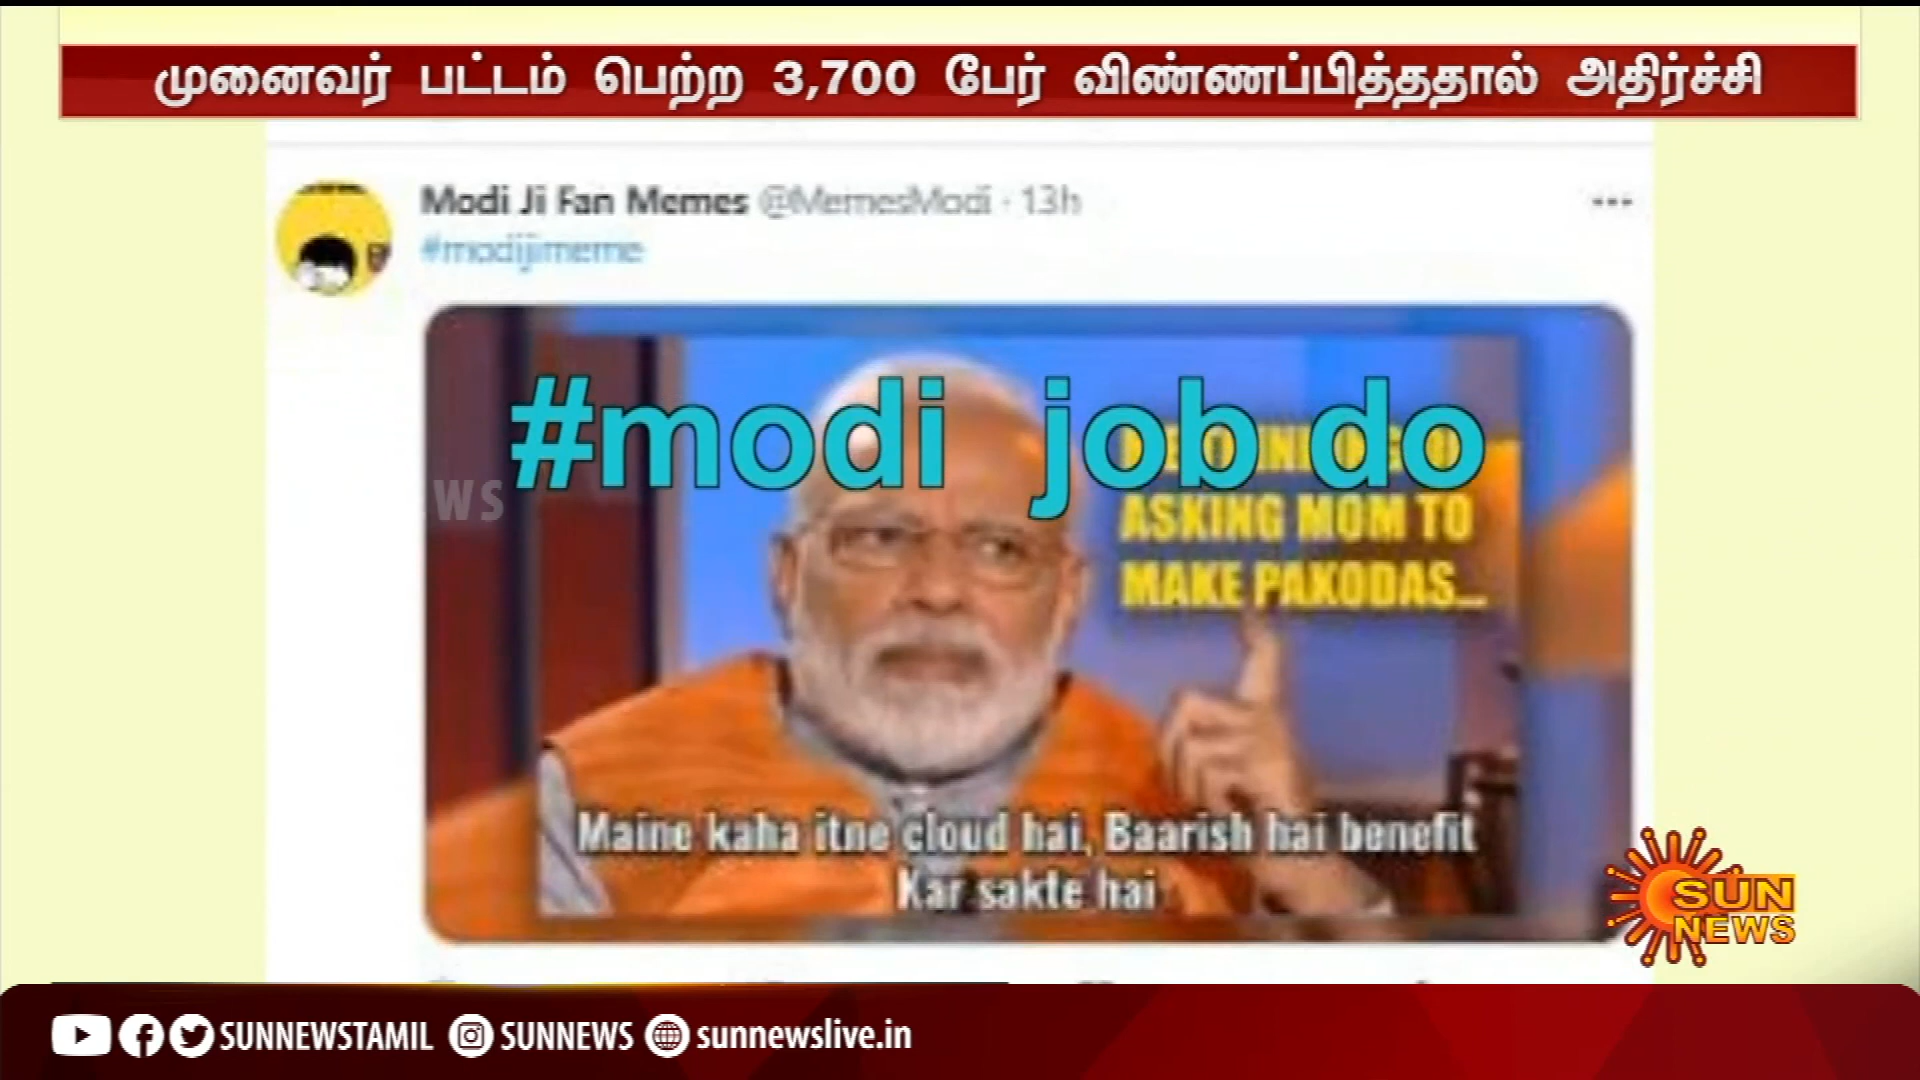 முனைவர் பட்டம் பெற்ற 3,700 பேர் விண்ணப்பித்ததால் அதிர்ச்சி
Modi Ji Fan Memes @MemesModi · 13h
#modijimeme
#modi job do
ASKING MOM TO
MAKE PAKODAS...
WS
Maine kaha itne cloud hai, Baarish hai benefit
Kar sakte hai
SUN
NEWS
SUNNEWSTAMIL SUNNEWS sunnewslive.in